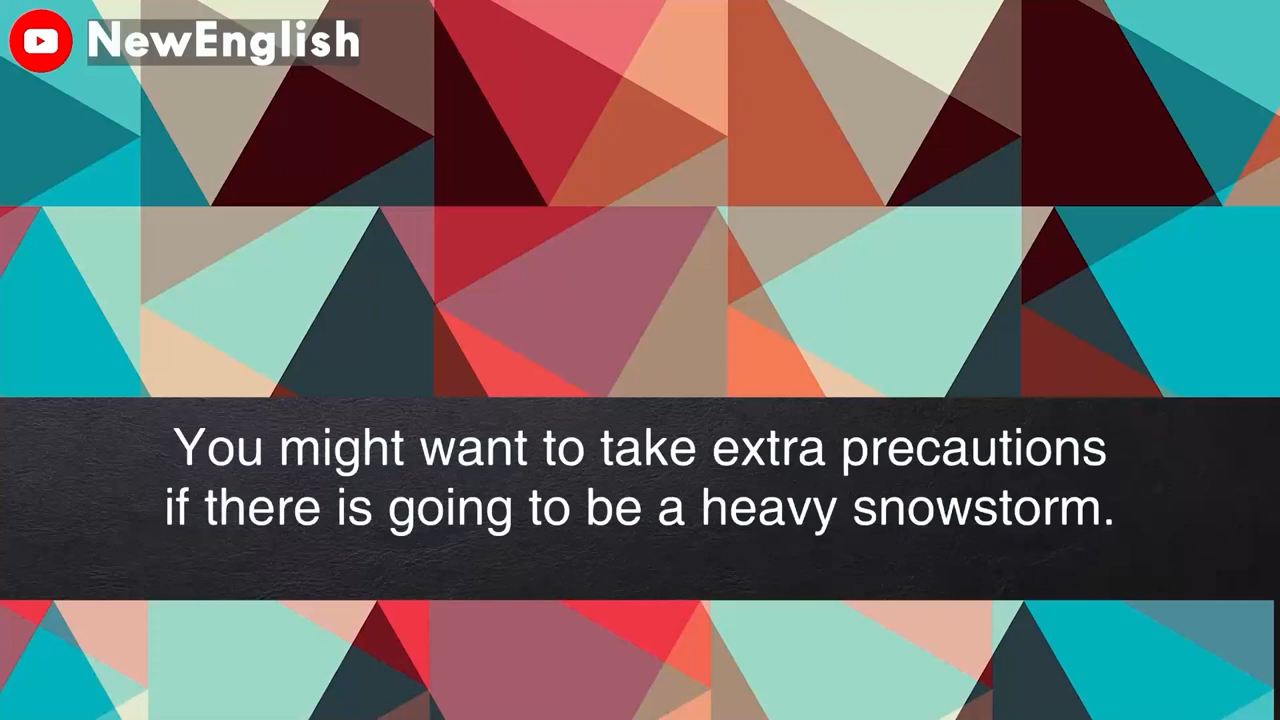 NewEnglish
You might want to take extra precautions
if there is going to be a heavy snowstorm.